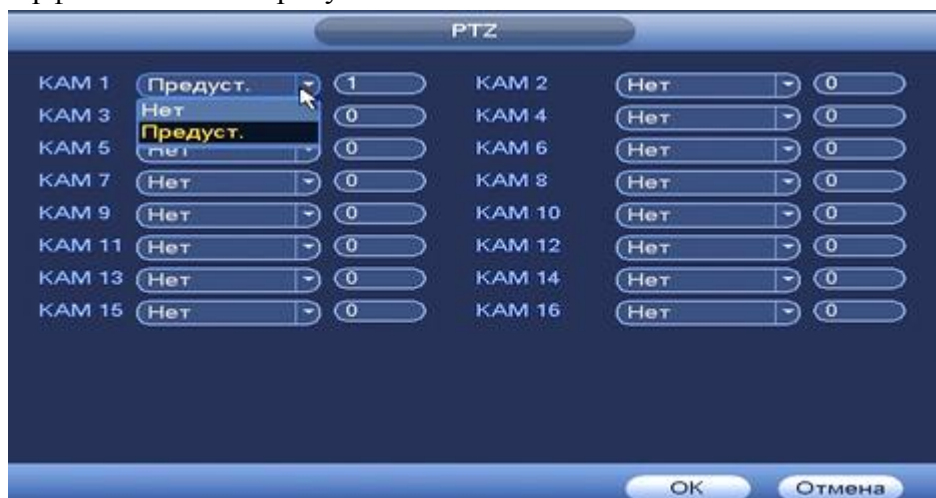 PTZ
КАМ 1 Предуст. 1 КАМ 2 Нет 0
Нет
Предуст.
КАМ 3 0 КАМ 4 Нет 0
КАМ 5 Нет 0 КАМ 6 Нет 0
КАМ 7 Нет 0 КАМ 8 Нет 0
КАМ 9 Нет 0 КАМ 10 Нет 0
КАМ 11 Нет 0 КАМ 12 Нет 0
КАМ 13 Нет 0 КАМ 14 Нет 0
КАМ 15 Нет 0 КАМ 16 Нет 0
OK Отмена